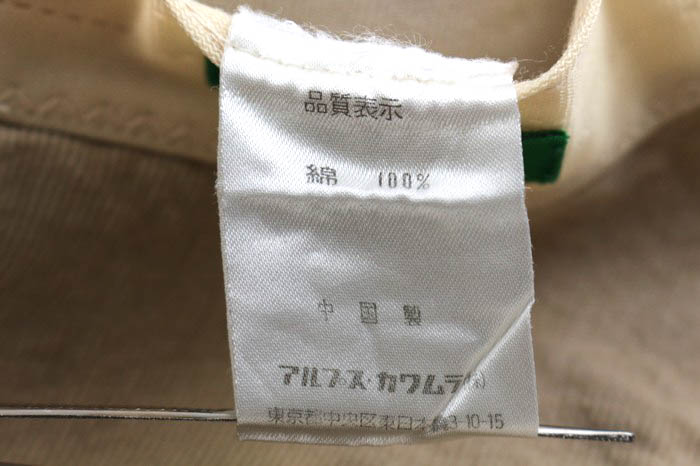 品質表示
綿 100%
中国製
アルプス・カワムラ(株)
東京都中央区東日本橋3-10-15